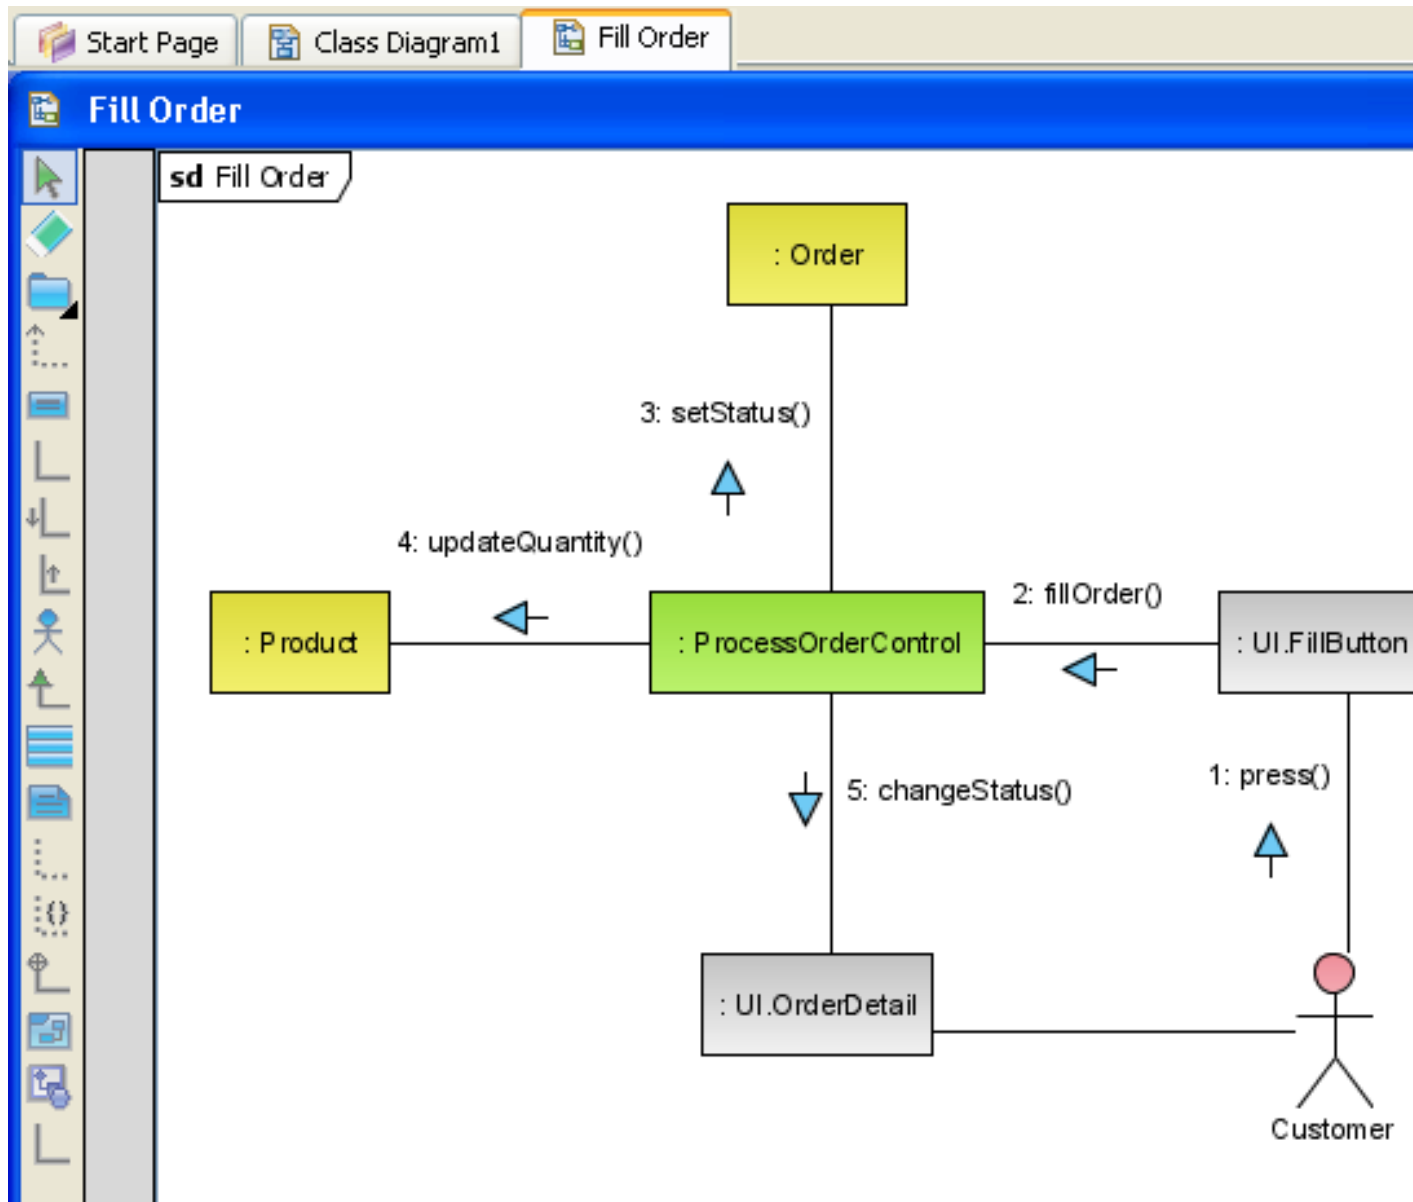 Start Page
Class Diagram1
Fill Order
Fill Order
sd Fill Order
: Order
3: setStatus()
4: updateQuantity()
2: fillOrder()
: Product
: ProcessOrderControl
: UI.FillButton
1: press()
5: changeStatus()
: UI.OrderDetail
Customer